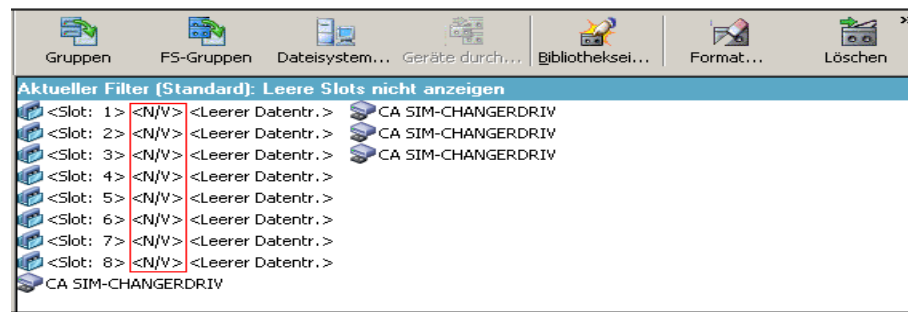 Gruppen FS-Gruppen Dateisystem... Geräte durch... Bibliotheksei... Format... Löschen »
Aktueller Filter (Standard): Leere Slots nicht anzeigen
<Slot: 1> <N/V> <Leerer Datentr.> CA SIM-CHANGERDRIV
<Slot: 2> <N/V> <Leerer Datentr.> CA SIM-CHANGERDRIV
<Slot: 3> <N/V> <Leerer Datentr.> CA SIM-CHANGERDRIV
<Slot: 4> <N/V> <Leerer Datentr.>
<Slot: 5> <N/V> <Leerer Datentr.>
<Slot: 6> <N/V> <Leerer Datentr.>
<Slot: 7> <N/V> <Leerer Datentr.>
<Slot: 8> <N/V> <Leerer Datentr.>
CA SIM-CHANGERDRIV